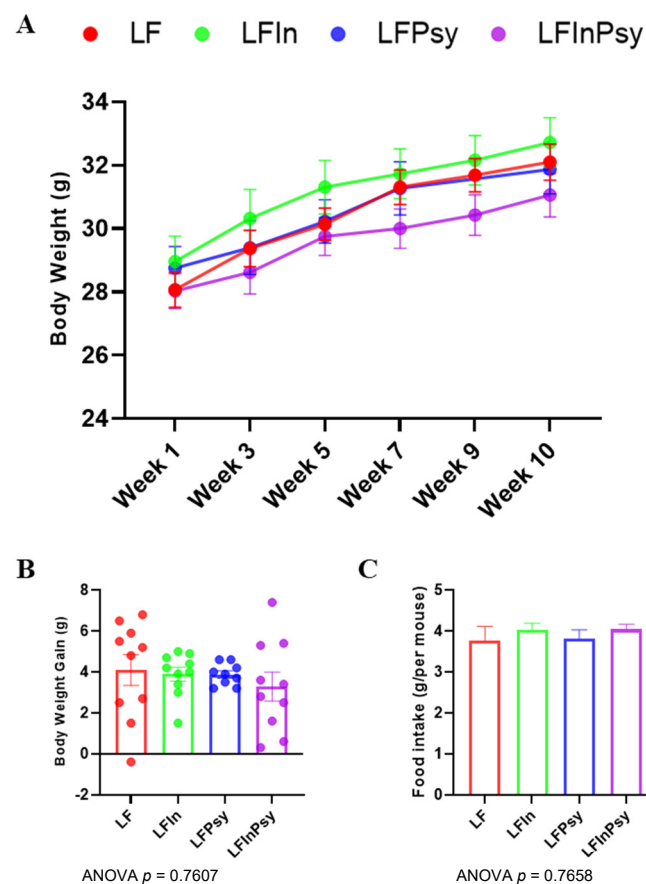 A
LF LFIn LFPsy LFInPsy
Body Weight (g)
34
32
30
28
26
24
Week 1 Week 3 Week 5 Week 7 Week 9 Week 10
B
Body Weight Gain (g)
8
6
4
2
0
-2
LF LFIn LFPsy LFInPsy
ANOVA p = 0.7607
C
Food intake (g/per mouse)
5
4
3
2
1
0
LF LFIn LFPsy LFInPsy
ANOVA p = 0.7658